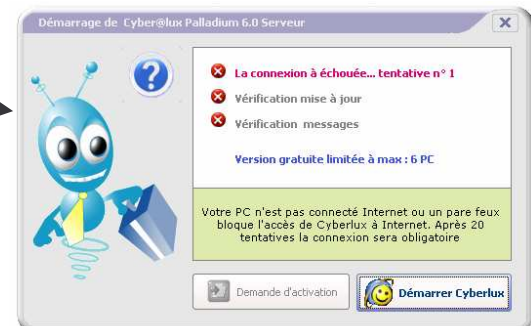 Démarrage de Cyber@lux Palladium 6.0 Serveur
La connexion à échouée... tentative n° 1
Vérification mise à jour
Vérification messages
Version gratuite limitée à max : 6 PC
Votre PC n'est pas connecté Internet ou un pare feux
bloque l'accès de Cyberlux à Internet. Après 20
tentatives la connexion sera obligatoire
Demande d'activation
Démarrer Cyberlux